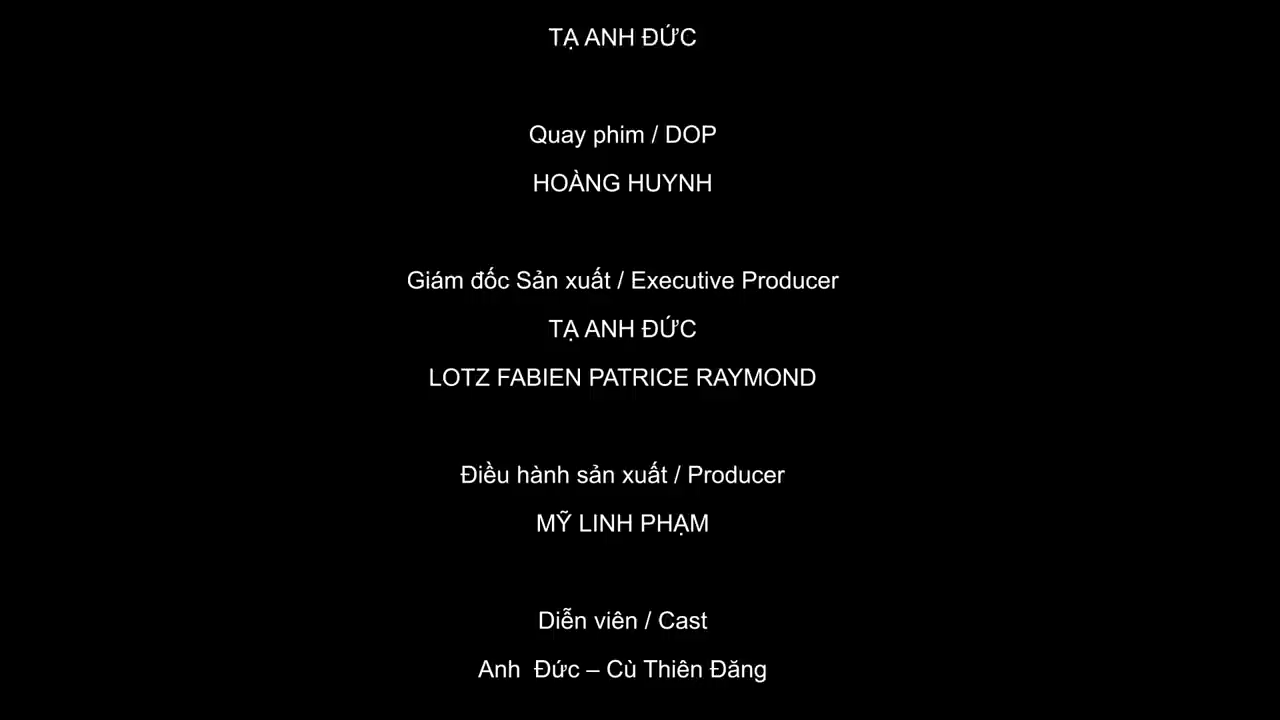 TẠ ANH ĐỨC
Quay phim / DOP
HOÀNG HUYNH
Giám đốc Sản xuất / Executive Producer
TẠ ANH ĐỨC
LOTZ FABIEN PATRICE RAYMOND
Điều hành sản xuất / Producer
MỸ LINH PHẠM
Diễn viên / Cast
Anh  Đức – Cù Thiên Đăng